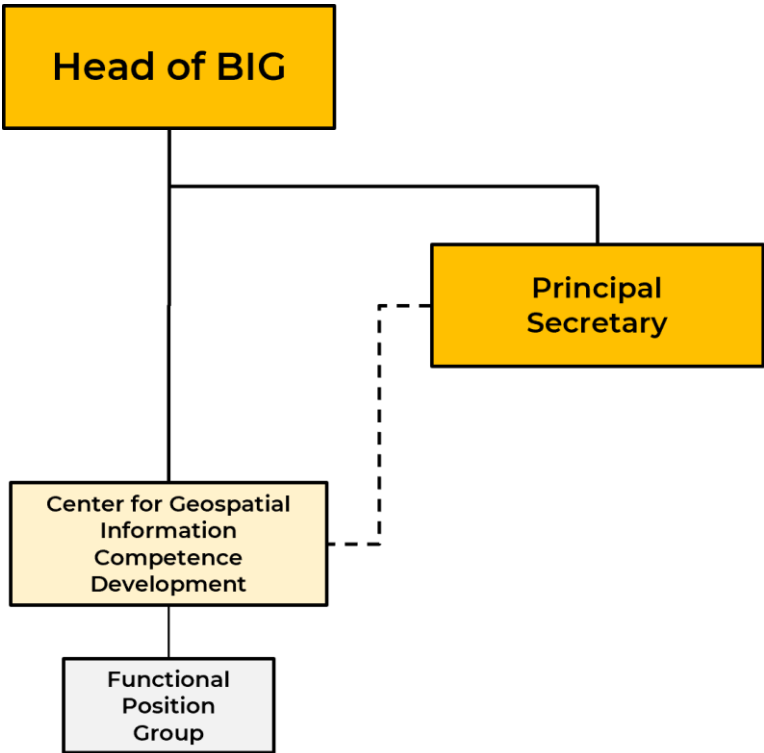 Head of BIG
Principal
Secretary
Center for Geospatial
Information
Competence
Development
Functional
Position
Group